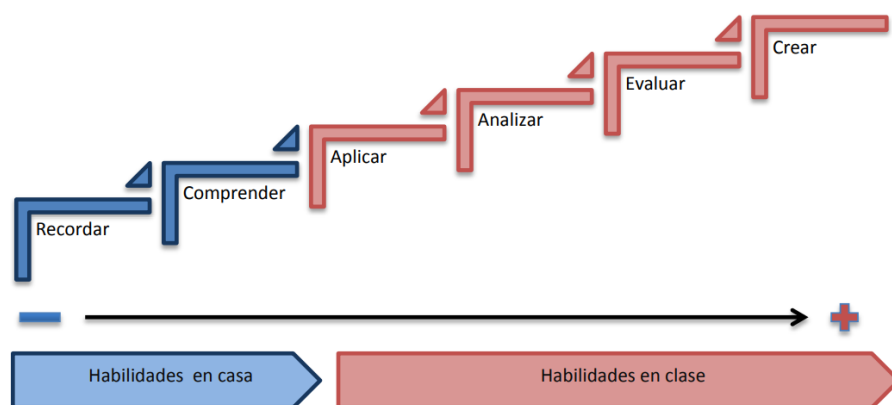 Recordar
Comprender
Aplicar
Analizar
Evaluar
Crear
Habilidades en casa
Habilidades en clase